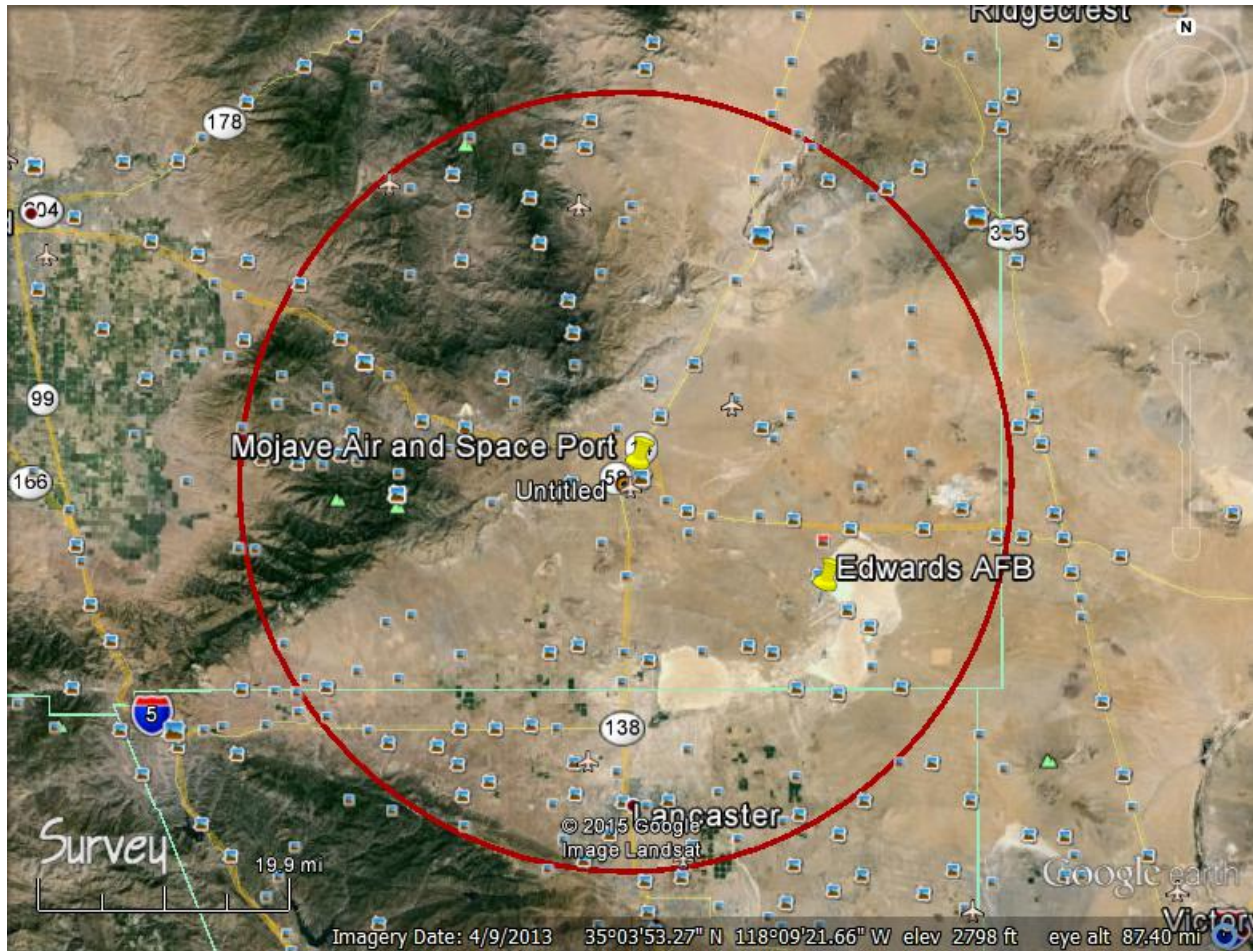 Ridgecrest
N
178
204
395
99
Mojave Air and Space Port
58
166
Untitled
Edwards AFB
5
138
Lancaster
© 2015 Google
Image Landsat
Survey
19.9 mi
Google earth
Imagery Date: 4/9/2013 35°03'53.27" N 118°09'21.66" W elev 2798 ft eye alt 87.40 mi